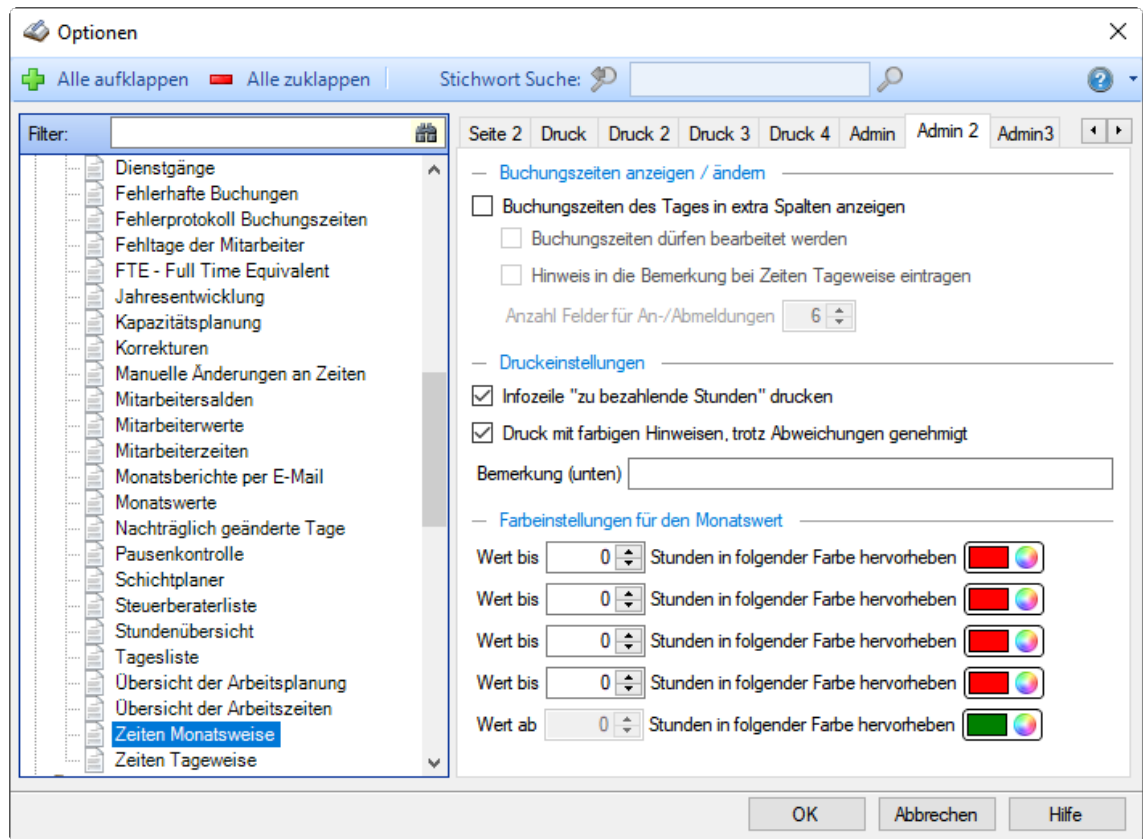 Optionen
Alle aufklappen Alle zuklappen Stichwort Suche:
Filter:
Dienstgänge
Fehlerhafte Buchungen
Fehlerprotokoll Buchungszeiten
Fehltage der Mitarbeiter
FTE - Full Time Equivalent
Jahresentwicklung
Kapazitätsplanung
Korrekturen
Manuelle Änderungen an Zeiten
Mitarbeitersalden
Mitarbeiterwerte
Mitarbeiterzeiten
Monatsberichte per E-Mail
Monatswerte
Nachträglich geänderte Tage
Pausenkontrolle
Schichtplaner
Steuerberaterliste
Stundenübersicht
Tagesliste
Übersicht der Arbeitsplanung
Übersicht der Arbeitszeiten
Zeiten Monatsweise
Zeiten Tageweise
Seite 2 Druck Druck 2 Druck 3 Druck 4 Admin Admin 2 Admin3
Buchungszeiten anzeigen / ändern
Buchungszeiten des Tages in extra Spalten anzeigen
Buchungszeiten dürfen bearbeitet werden
Hinweis in die Bemerkung bei Zeiten Tageweise eintragen
Anzahl Felder für An-/Abmeldungen 6
Druckeinstellungen
Infozeile "zu bezahlende Stunden" drucken
Druck mit farbigen Hinweisen, trotz Abweichungen genehmigt
Bemerkung (unten)
Farbeinstellungen für den Monatswert
Wert bis 0 Stunden in folgender Farbe hervorheben
Wert bis 0 Stunden in folgender Farbe hervorheben
Wert bis 0 Stunden in folgender Farbe hervorheben
Wert bis 0 Stunden in folgender Farbe hervorheben
Wert ab 0 Stunden in folgender Farbe hervorheben
OK Abbrechen Hilfe